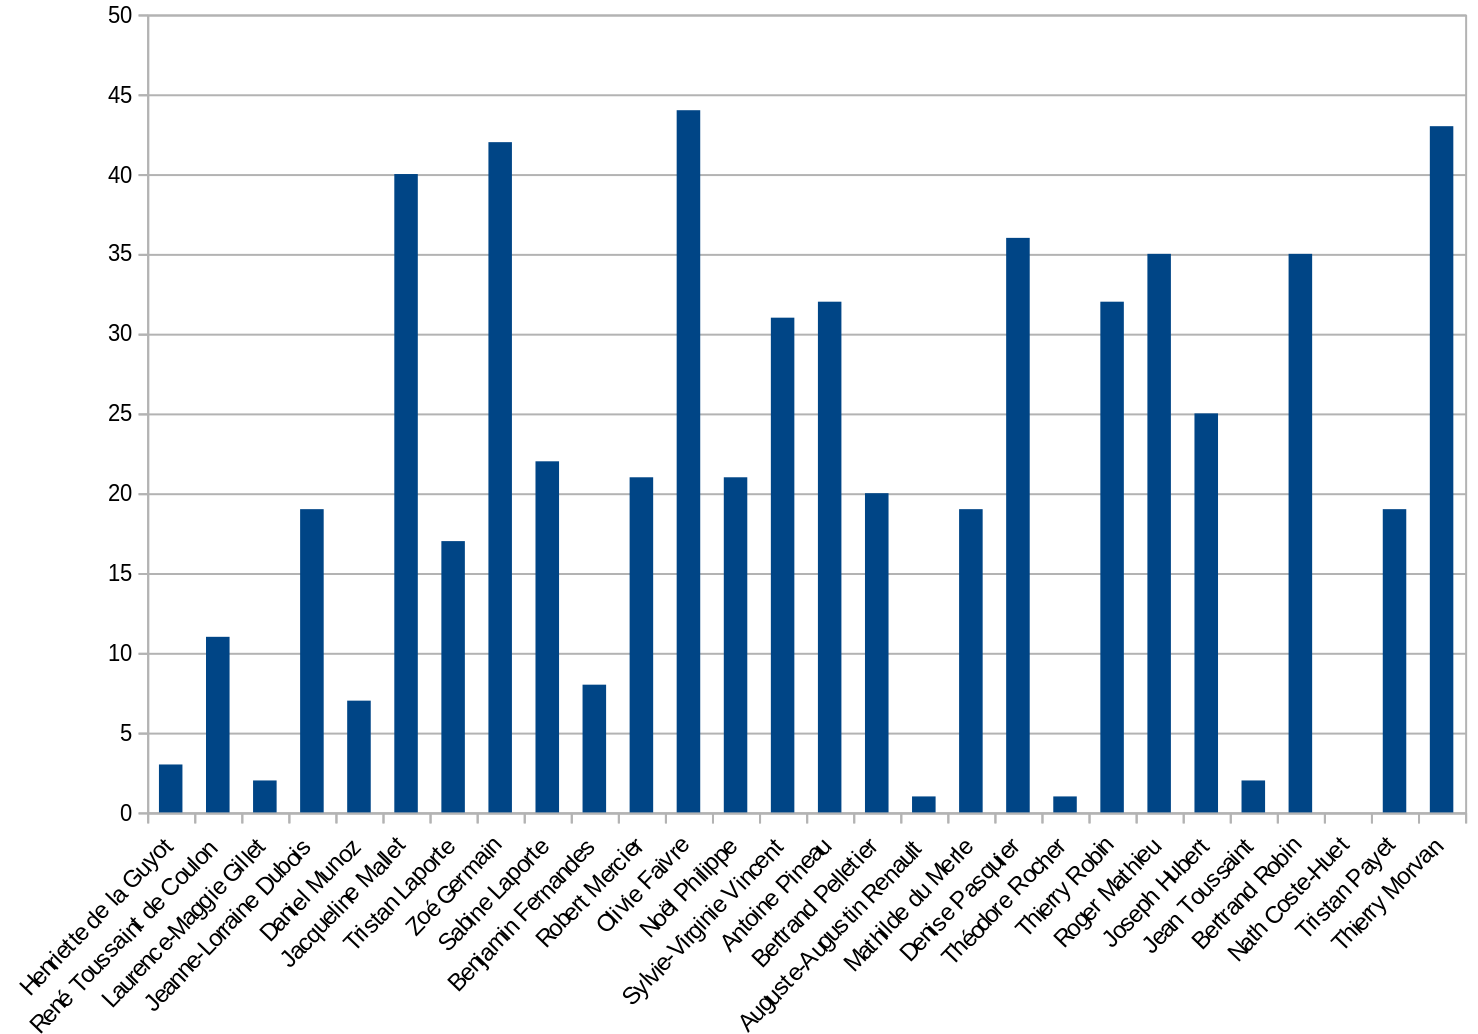 50
45
40
35
30
25
20
15
10
5
0
Henriette de la Guyot
René Toussaint de Coulon
Laurence-Maggie Gillet
Jeanne-Lorraine Dubois
Daniel Munoz
Jacqueline Mallet
Tristan Laporte
Zoé Germain
Sabine Laporte
Benjamin Fernandes
Robert Mercier
Olivie Faivre
Noël Philippe
Sylvie-Virginie Vincent
Antoine Pineau
Bertrand Pelletier
Auguste-Augustin Renault
Mathilde du Merle
Denise Pasquier
Théodore Rocher
Thierry Robin
Roger Mathieu
Joseph Hubert
Jean Toussaint
Bertrand Robin
Nath Coste-Huet
Tristan Payet
Thierry Morvan